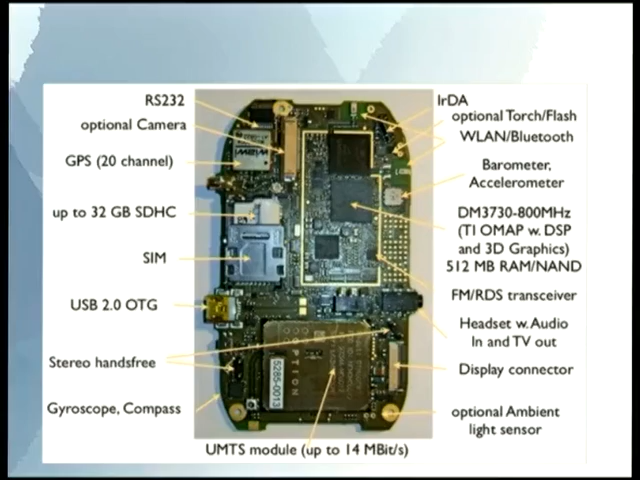 RS232
optional Camera
GPS (20 channel)
up to 32 GB SDHC
SIM
USB 2.0 OTG
Stereo handsfree
Gyroscope, Compass
IrDA
optional Torch/Flash
WLAN/Bluetooth
Barometer,
Accelerometer
DM3730-800MHz
(TI OMAP w. DSP
and 3D Graphics)
512 MB RAM/NAND
FM/RDS transceiver
Headset w. Audio
In and TV out
Display connector
optional Ambient
light sensor
UMTS module (up to 14 MBit/s)
OPTION
5285-0013